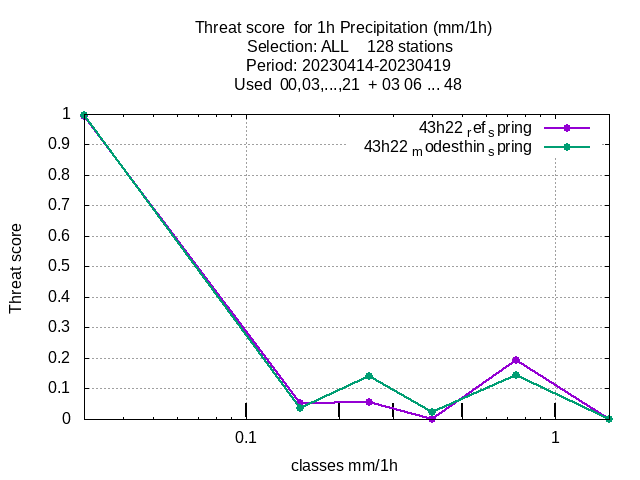 Threat score  for 1h Precipitation (mm/1h)
Selection: ALL    128 stations
Period: 20230414-20230419
Used  00,03,...,21  + 03 06 ... 48
43h22 ref spring
43h22 modesthin spring
1
0.9
0.8
0.7
0.6
0.5
0.4
0.3
0.2
0.1
0
Threat score
0.1
1
classes mm/1h